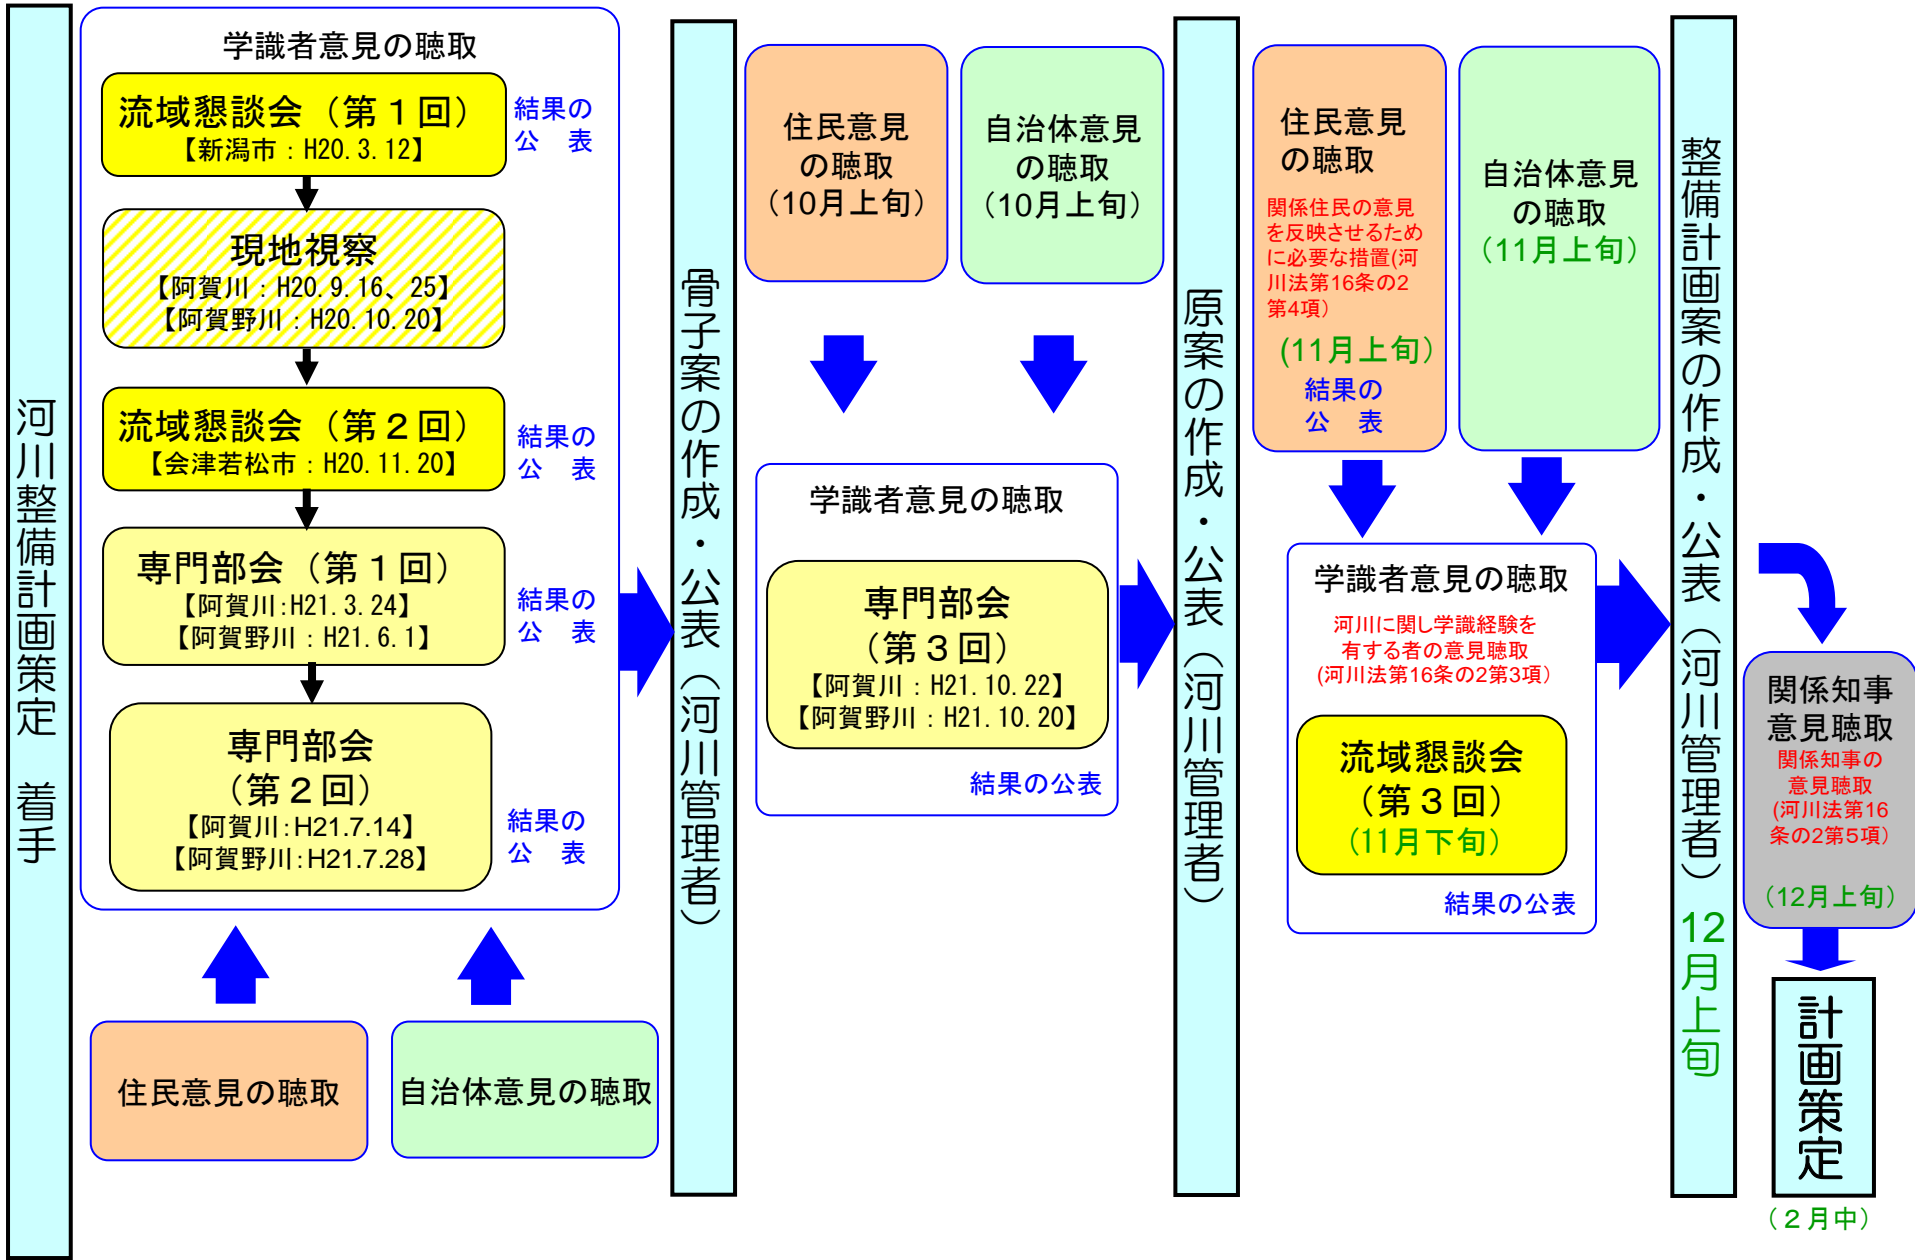 河川整備計画策定　着手
学識者意見の聴取
流域懇談会（第１回）
【新潟市：H20.3.12】
結果の
公　表
現地視察
【阿賀川：H20.9.16、25】
【阿賀野川：H20.10.20】
流域懇談会（第２回）
【会津若松市：H20.11.20】
結果の
公　表
専門部会（第１回）
【阿賀川：H21.3.24】
【阿賀野川：H21.6.1】
結果の
公　表
専門部会
（第２回）
【阿賀川：H21.7.14】
【阿賀野川：H21.7.28】
結果の
公　表
住民意見の聴取
自治体意見の聴取
骨子案の作成・公表（河川管理者）
住民意見
の聴取
（10月上旬）
自治体意見
の聴取
（10月上旬）
学識者意見の聴取
専門部会
（第３回）
【阿賀川：H21.10.22】
【阿賀野川：H21.10.20】
結果の公表
原案の作成・公表（河川管理者）
住民意見
の聴取
関係住民の意見
を反映させるため
に必要な措置(河
川法第16条の2
第4項）
(11月上旬）
結果の
公　表
自治体意見
の聴取
（11月上旬）
学識者意見の聴取
河川に関し学識経験を
有する者の意見聴取
(河川法第16条の2第3項）
流域懇談会
（第３回）
（11月下旬）
結果の公表
整備計画案の作成・公表（河川管理者）12月上旬
関係知事
意見聴取
関係知事の
意見聴取
(河川法第16
条の2第5項）
（12月上旬）
計画策定
（２月中）